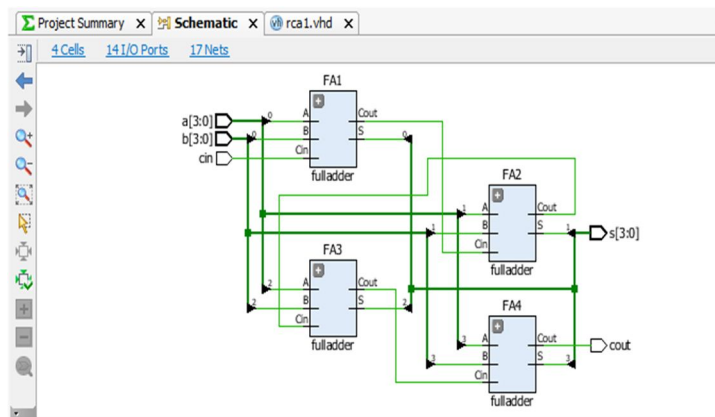 Project Summary × Schematic × rca1.vhd ×
4 Cells 14 I/O Ports 17 Nets
FA1
a[3:0] 0 A Cout
b[3:0] 0 B S 0
cin Cin
fulladder
FA2
1 A Cout
1 B S 1 s[3:0]
Cin
fulladder
FA3
2 A Cout
2 B S 2
Cin
fulladder
FA4
3 A Cout cout
3 B S 3
Cin
fulladder